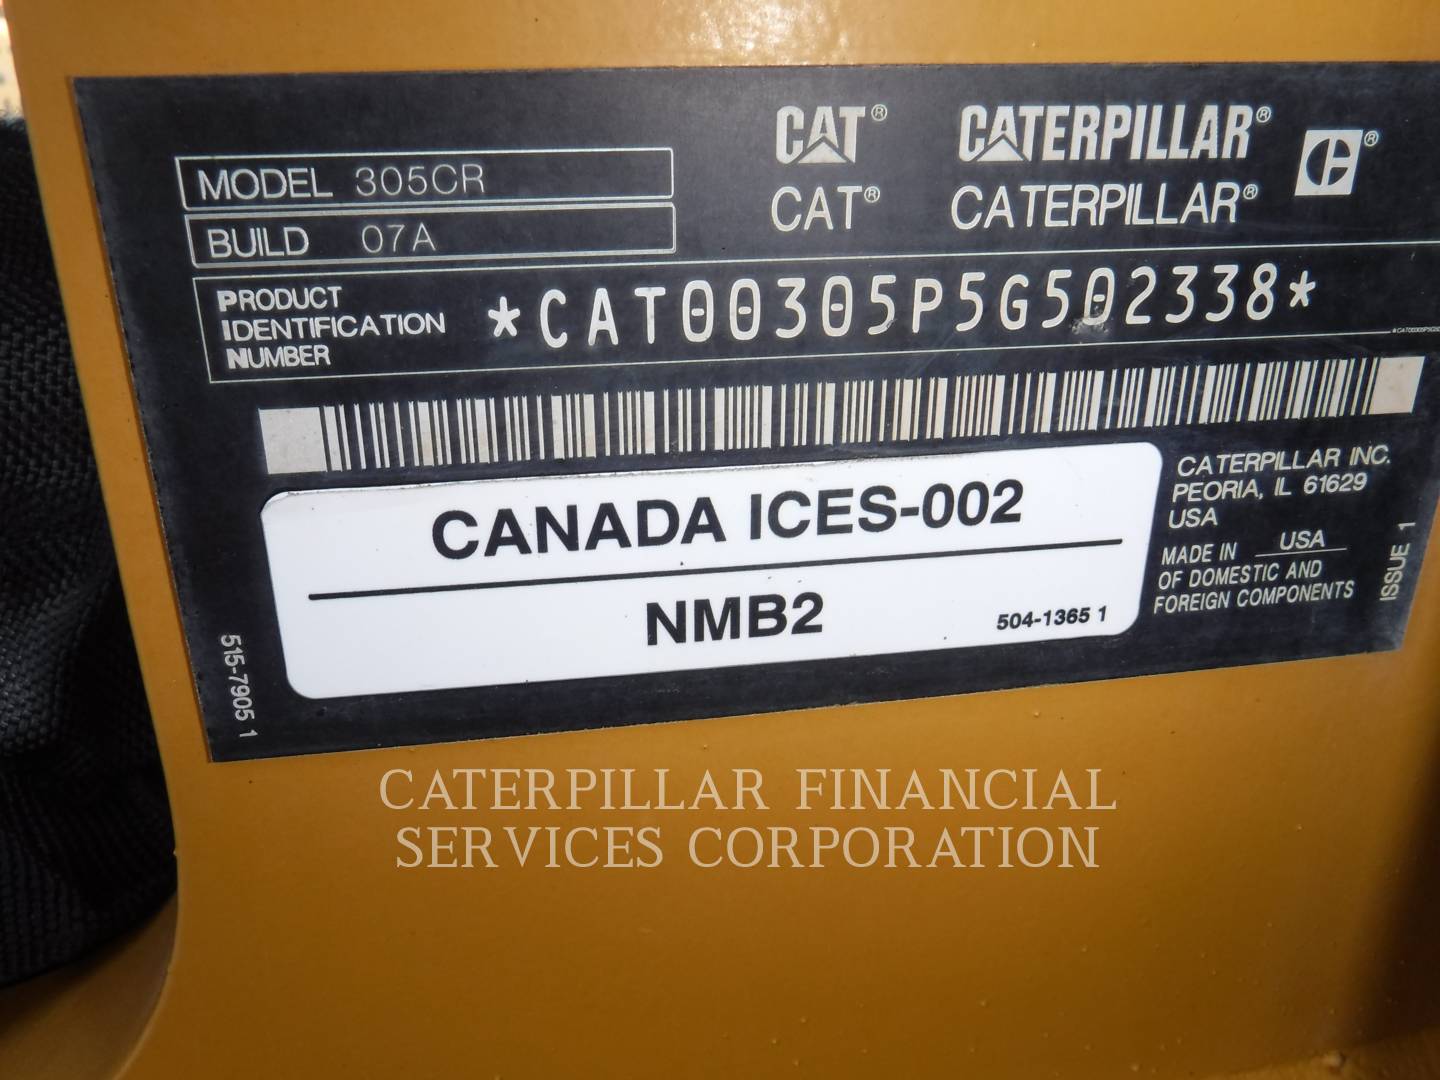 CAT® CATERPILLAR® C®
CAT® CATERPILLAR®
MODEL 305CR
BUILD 07A
PRODUCT
IDENTIFICATION
NUMBER
*CAT00305P5G502338*
CANADA ICES-002
NMB2
504-1365 1
CATERPILLAR INC.
PEORIA, IL 61629
USA
MADE IN USA
OF DOMESTIC AND
FOREIGN COMPONENTS
ISSUE 1
515-7905 1
CATERPILLAR FINANCIAL
SERVICES CORPORATION